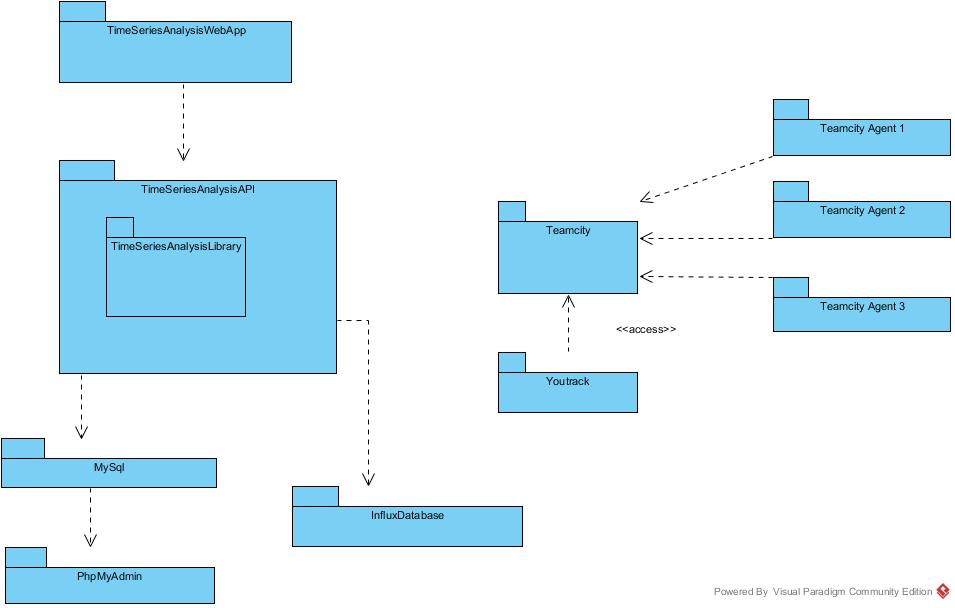 TimeSeriesAnalysisWebApp
TimeSeriesAnalysisAPI
TimeSeriesAnalysisLibrary
MySql
PhpMyAdmin
InfluxDatabase
Teamcity
<<access>>
Youtrack
Teamcity Agent 1
Teamcity Agent 2
Teamcity Agent 3
Powered By Visual Paradigm Community Edition